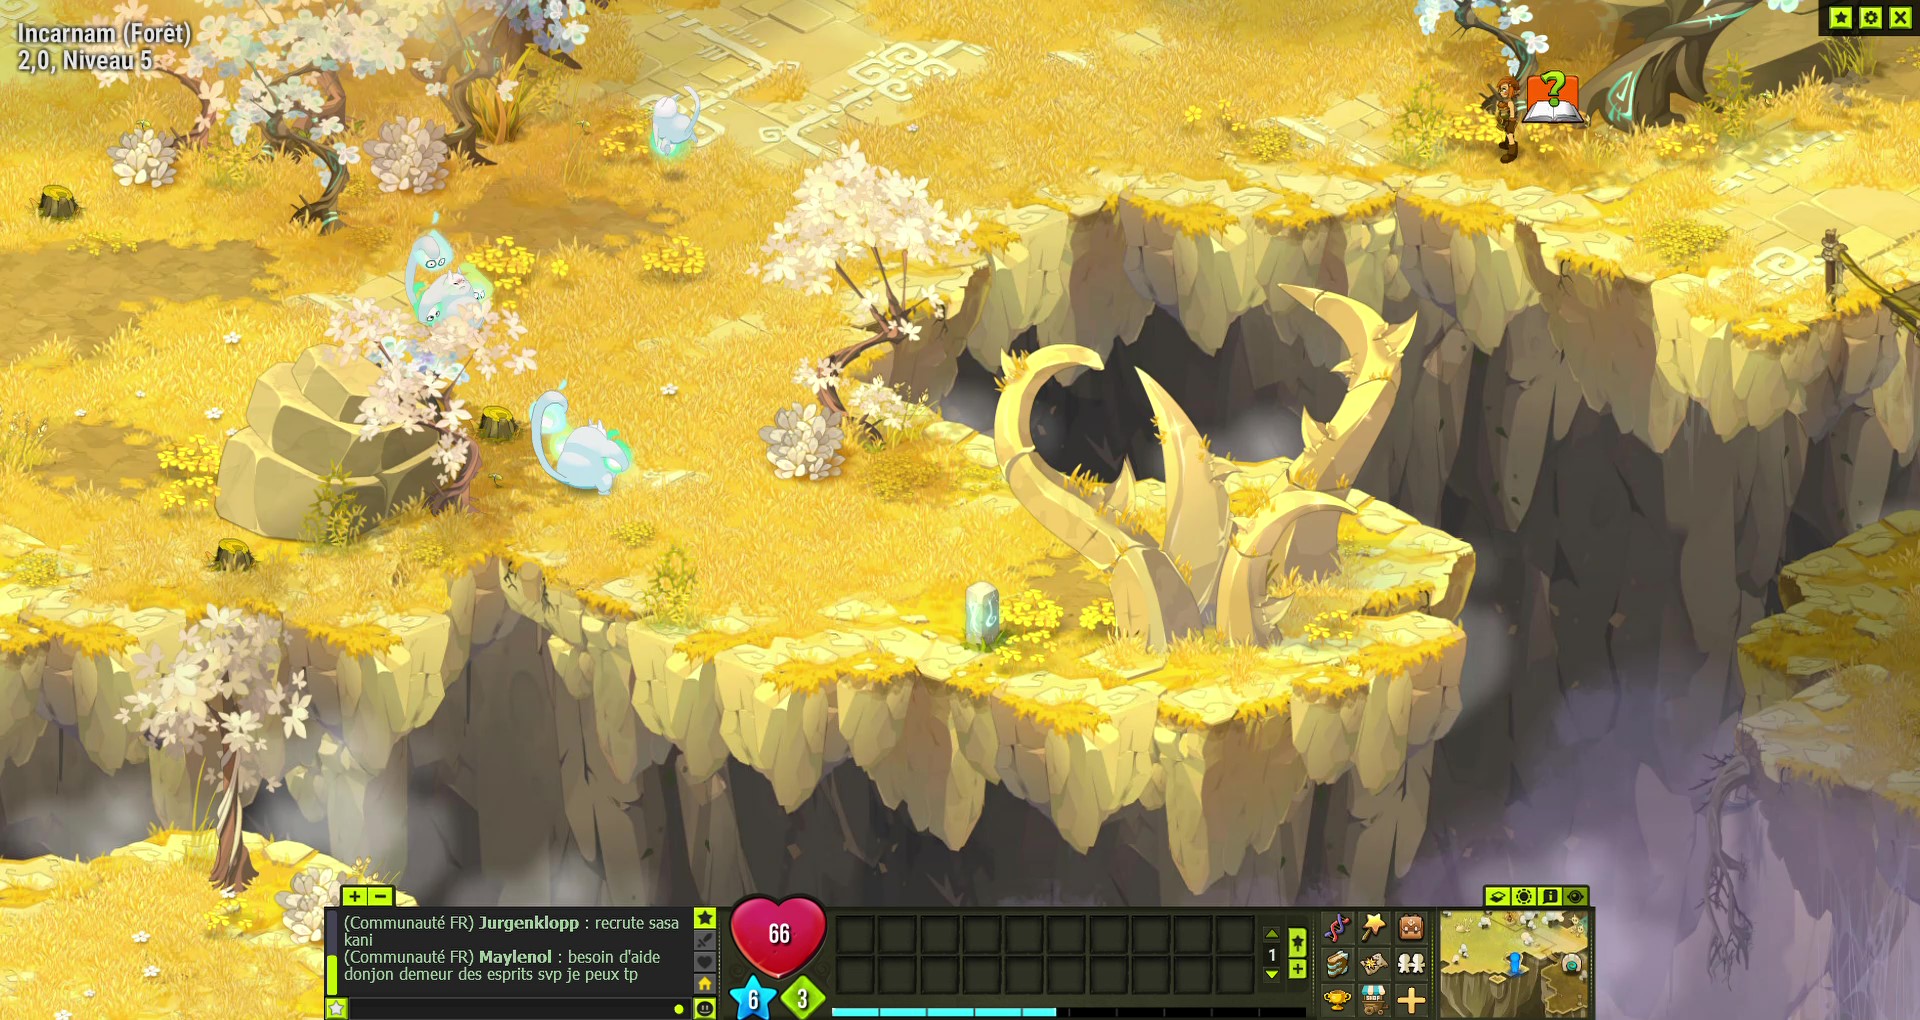 Incarnam (Forêt)
2,0, Niveau 5
(Communauté FR) Jurgenklopp : recrute sasa
kani
(Communauté FR) Maylenol : besoin d'aide
donjon demeur des esprits svp je peux tp
66
6
3
1
SHOP